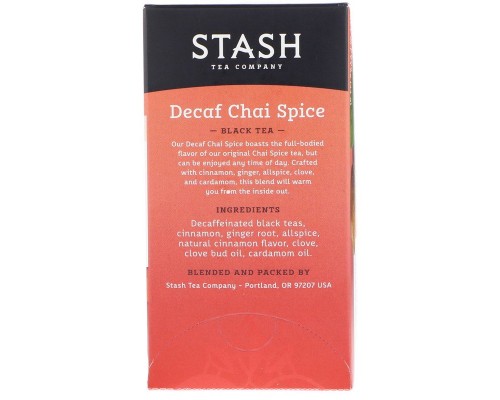 STASH
TEA COMPANY
Decaf Chai Spice
— BLACK TEA —
Our Decaf Chai Spice boasts the full-bodied
flavor of our original Chai Spice tea, but
can be enjoyed any time of day. Crafted
with cinnamon, ginger, allspice, clove,
and cardamom, this blend will warm
you from the inside out.
INGREDIENTS
Decaffeinated black teas,
cinnamon, ginger root, allspice,
natural cinnamon flavor, clove,
clove bud oil, cardamom oil.
BLENDED AND PACKED BY
Stash Tea Company - Portland, OR 97207 USA